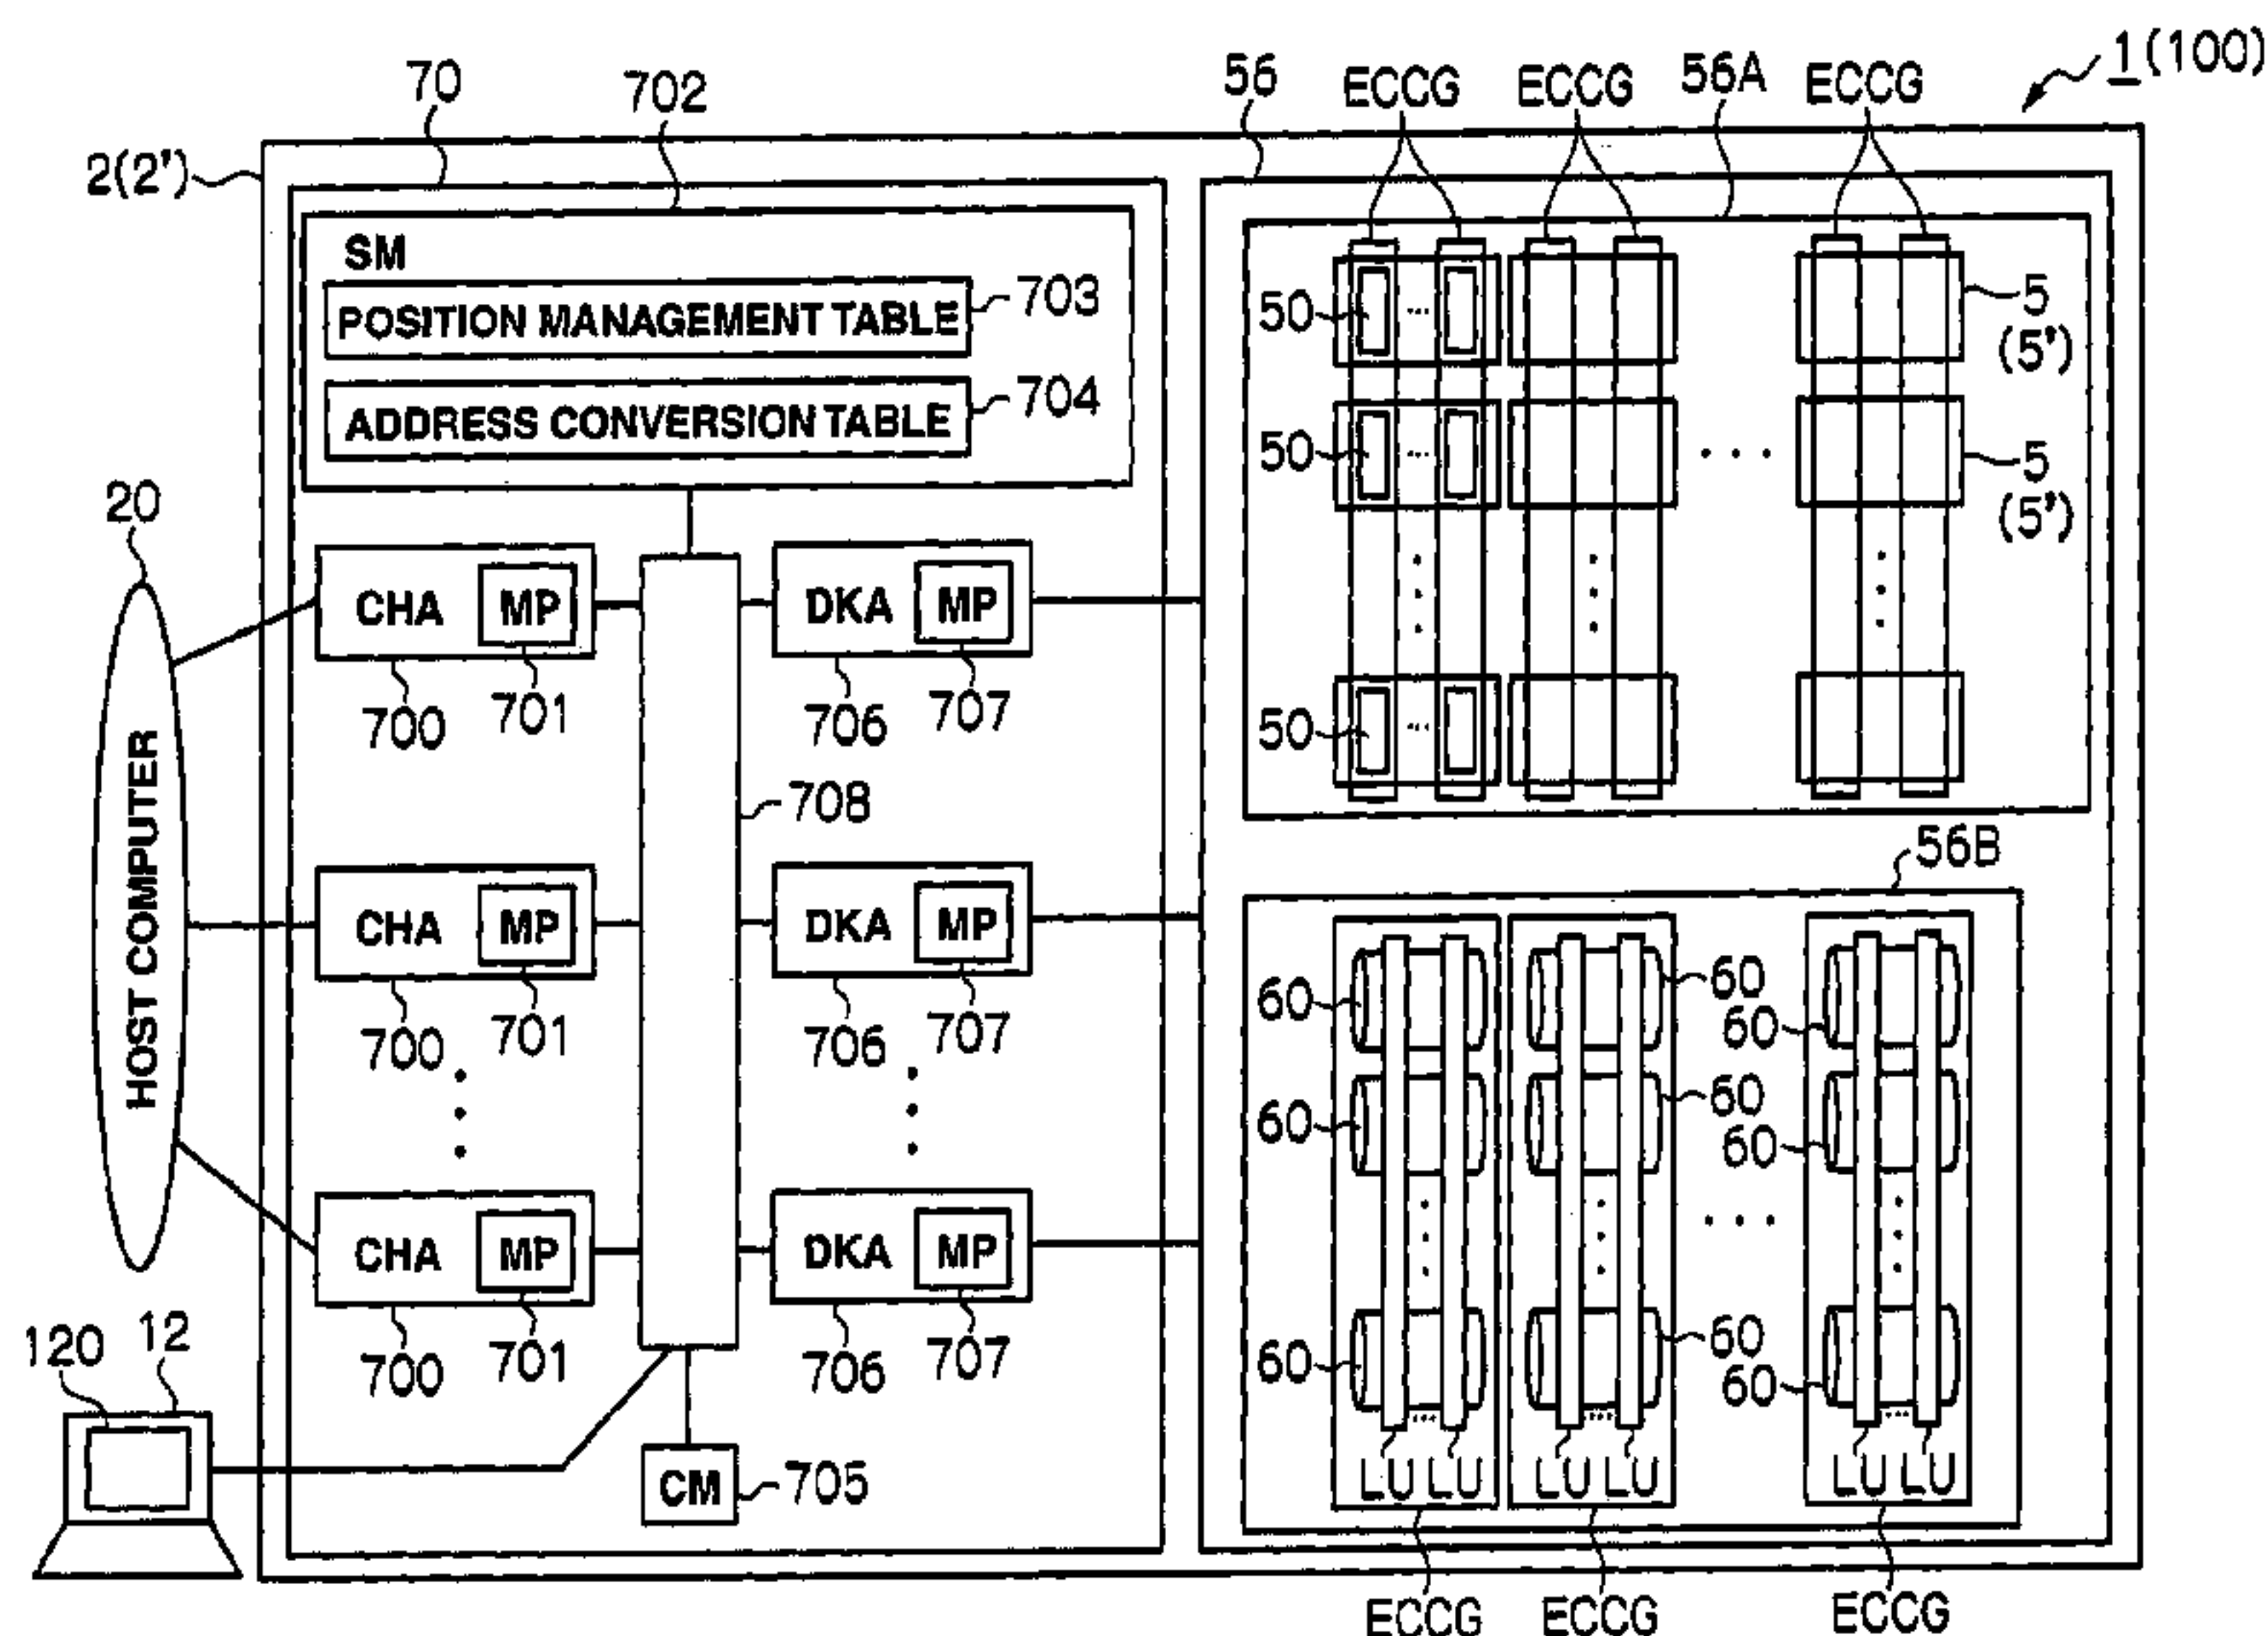 1(100)
70
702
56
ECCG
ECCG
56A
ECCG
2(2')
SM
POSITION MANAGEMENT TABLE
703
ADDRESS CONVERSION TABLE
704
50
5
(5')
50
5
(5')
50
20
HOST COMPUTER
CHA
MP
DKA
MP
700
701
706
707
708
CHA
MP
DKA
MP
700
701
706
707
CHA
MP
DKA
MP
700
701
706
707
120
12
CM
705
56B
60
60
60
60
60
60
60
60
60
LU LU
LU LU
LU LU
ECCG
ECCG
ECCG